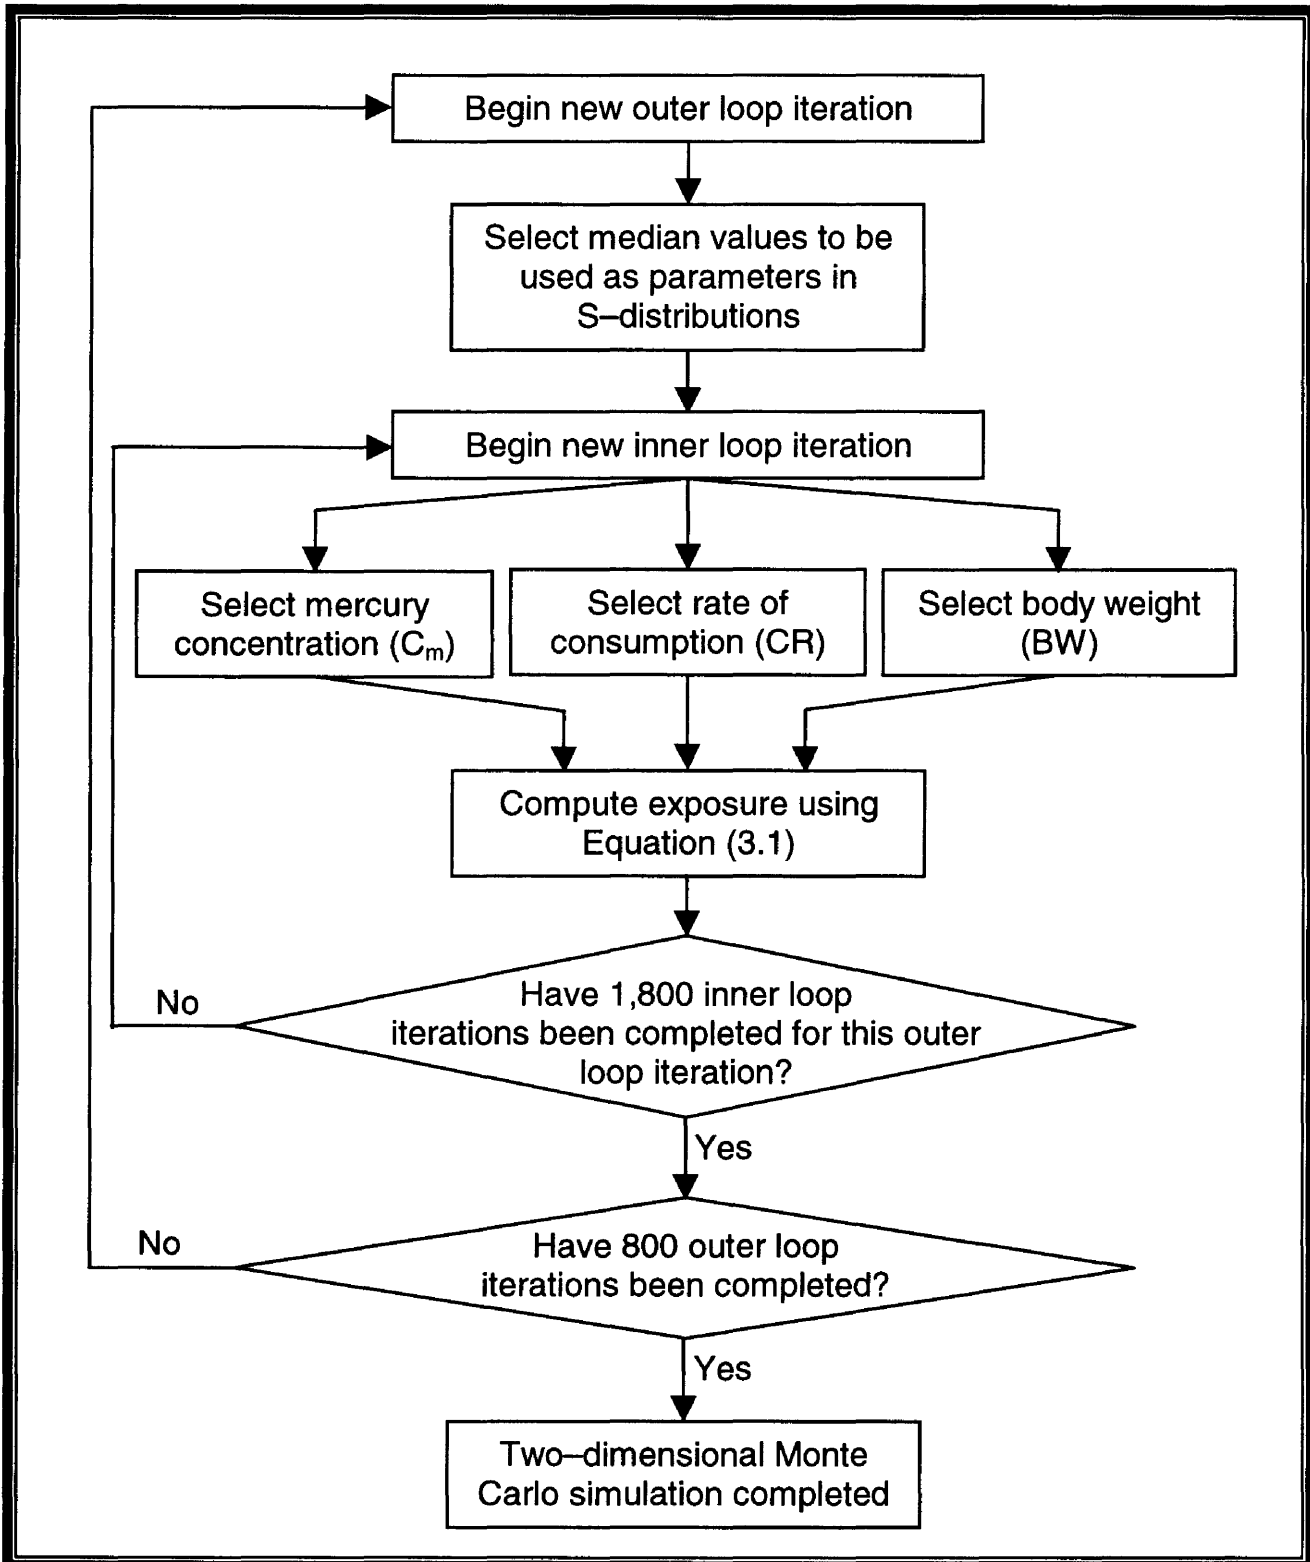 Begin new outer loop iteration
Select median values to be
used as parameters in
S–distributions
Begin new inner loop iteration
Select mercury
concentration (Cm)
Select rate of
consumption (CR)
Select body weight
(BW)
Compute exposure using
Equation (3.1)
Have 1,800 inner loop
iterations been completed for this outer
loop iteration?
No
Yes
Have 800 outer loop
iterations been completed?
No
Yes
Two–dimensional Monte
Carlo simulation completed